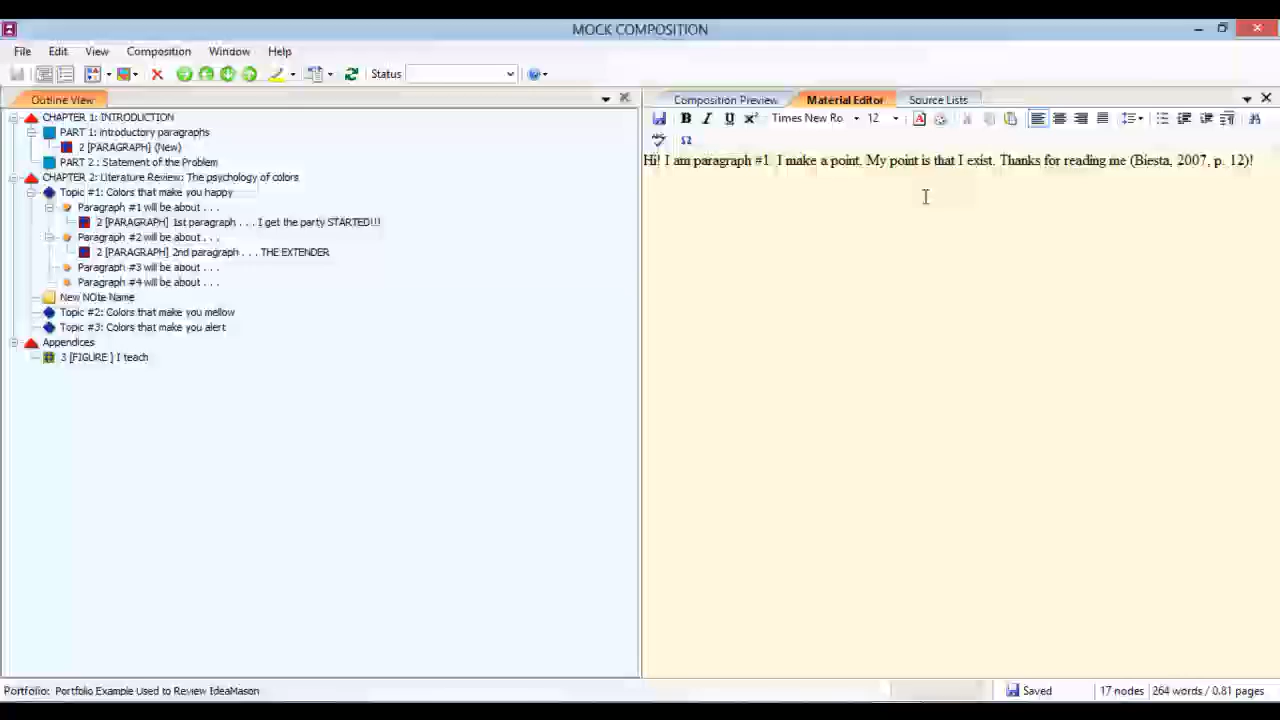 MOCK COMPOSITION
File Edit View Composition Window Help
Status
Outline View
Composition Preview Material Editor Source Lists
CHAPTER 1: INTRODUCTION
PART 1: introductory paragraphs
2 [PARAGRAPH] (New)
PART 2.: Statement of the Problem
CHAPTER 2: Literature Review: The psychology of colors
Topic #1: Colors that make you happy
Paragraph #1 will be about . . .
2 [PARAGRAPH] 1st paragraph . . . I get the party STARTED!!!
Paragraph #2 will be about . . .
2 [PARAGRAPH] 2nd paragraph . . . THE EXTENDER
Paragraph #3 will be about . . .
Paragraph #4 will be about . . .
New NOte Name
Topic #2: Colors that make you mellow
Topic #3: Colors that make you alert
Appendices
3 [FIGURE ] I teach
B I U x² Times New Ro 12
Ω
Hi! I am paragraph #1. I make a point. My point is that I exist. Thanks for reading me (Biesta, 2007, p. 12)!
Portfolio: Portfolio Example Used to Review IdeaMason
Saved 17 nodes 264 words / 0.81 pages